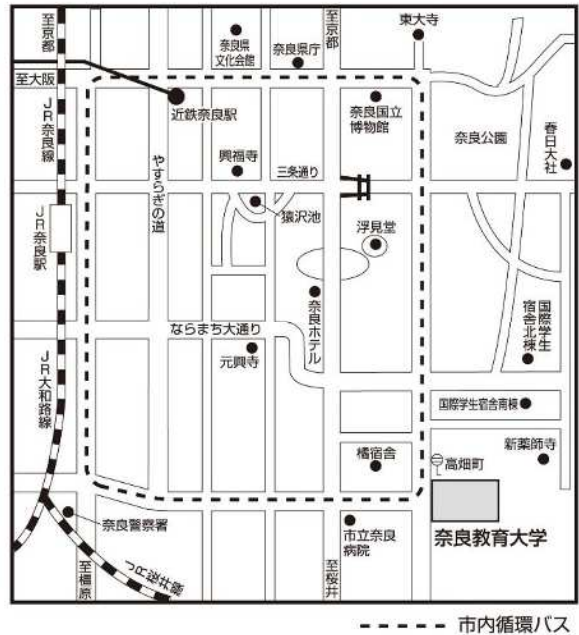 至京都
至京都
東大寺
奈良県
文化会館
奈良県庁
至大阪
近鉄奈良駅
奈良国立
博物館
奈良公園
春日大社
JR奈良線
やすらぎの道
興福寺
三条通り
猿沢池
浮見堂
JR奈良駅
奈良ホテル
ならまち大通り
元興寺
国際学生
宿舎北棟
JR大和路線
国際学生宿舎南棟
橘宿舎
高畑町
新薬師寺
奈良警察署
市立奈良
病院
奈良教育大学
JR桜井線
至橿原
至桜井
市内循環バス